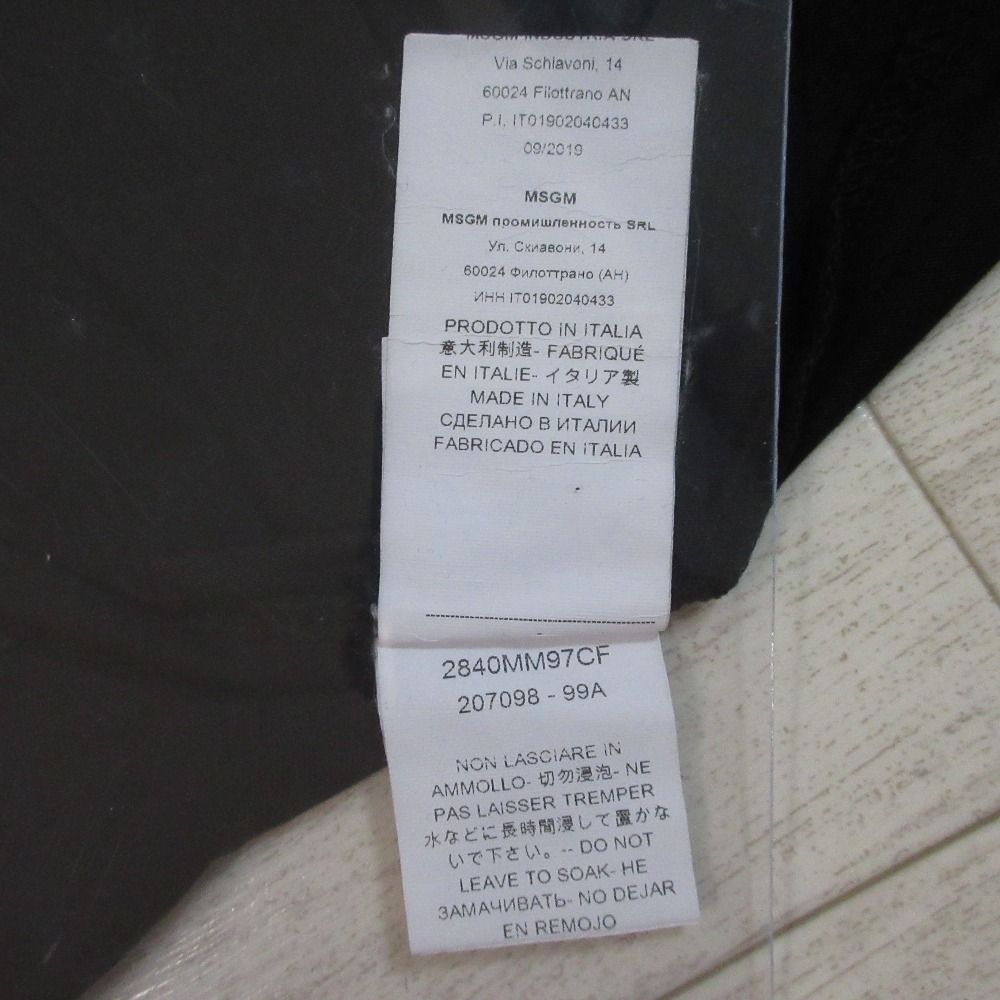 MSGM INDUSTRIA SRL
Via Schiavoni, 14
60024 Filottrano AN
P.I. IT01902040433
09/2019
MSGM
MSGM промишленность SRL
Ул. Скиавони, 14
60024 Филоттрано (АН)
ИНН IT01902040433
PRODOTTO IN ITALIA
意大利制造- FABRIQUÉ
EN ITALIE- イタリア製
MADE IN ITALY
СДЕЛАНО В ИТАЛИИ
FABRICADO EN ITALIA
2840MM97CF
207098 - 99A
NON LASCIARE IN
AMMOLLO- 切勿浸泡- NE
PAS LAISSER TREMPER
水などに長時間浸して置かな
いで下さい。-- DO NOT
LEAVE TO SOAK- НЕ
ЗАМАЧИВАТЬ- NO DEJAR
EN REMOJO